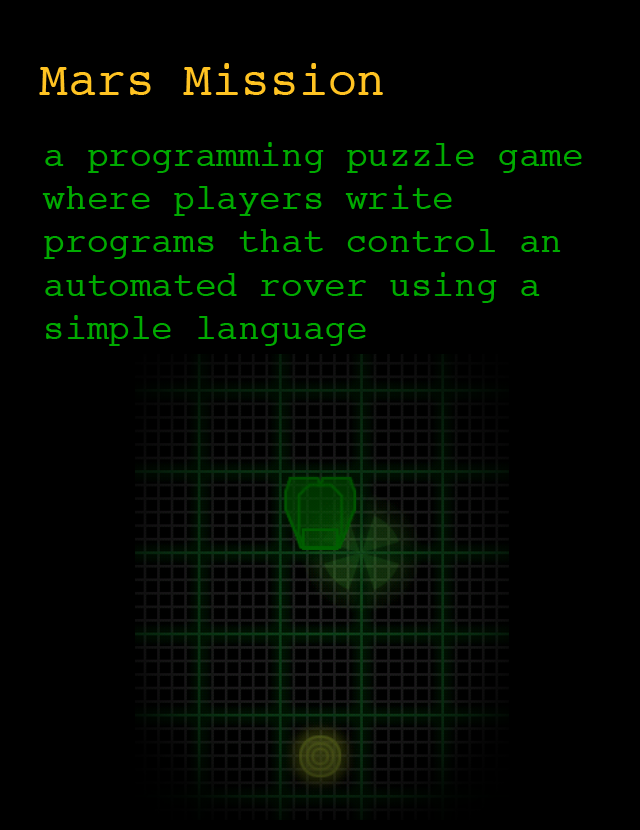 Mars Mission
a programming puzzle game
where players write
programs that control an
automated rover using a
simple language